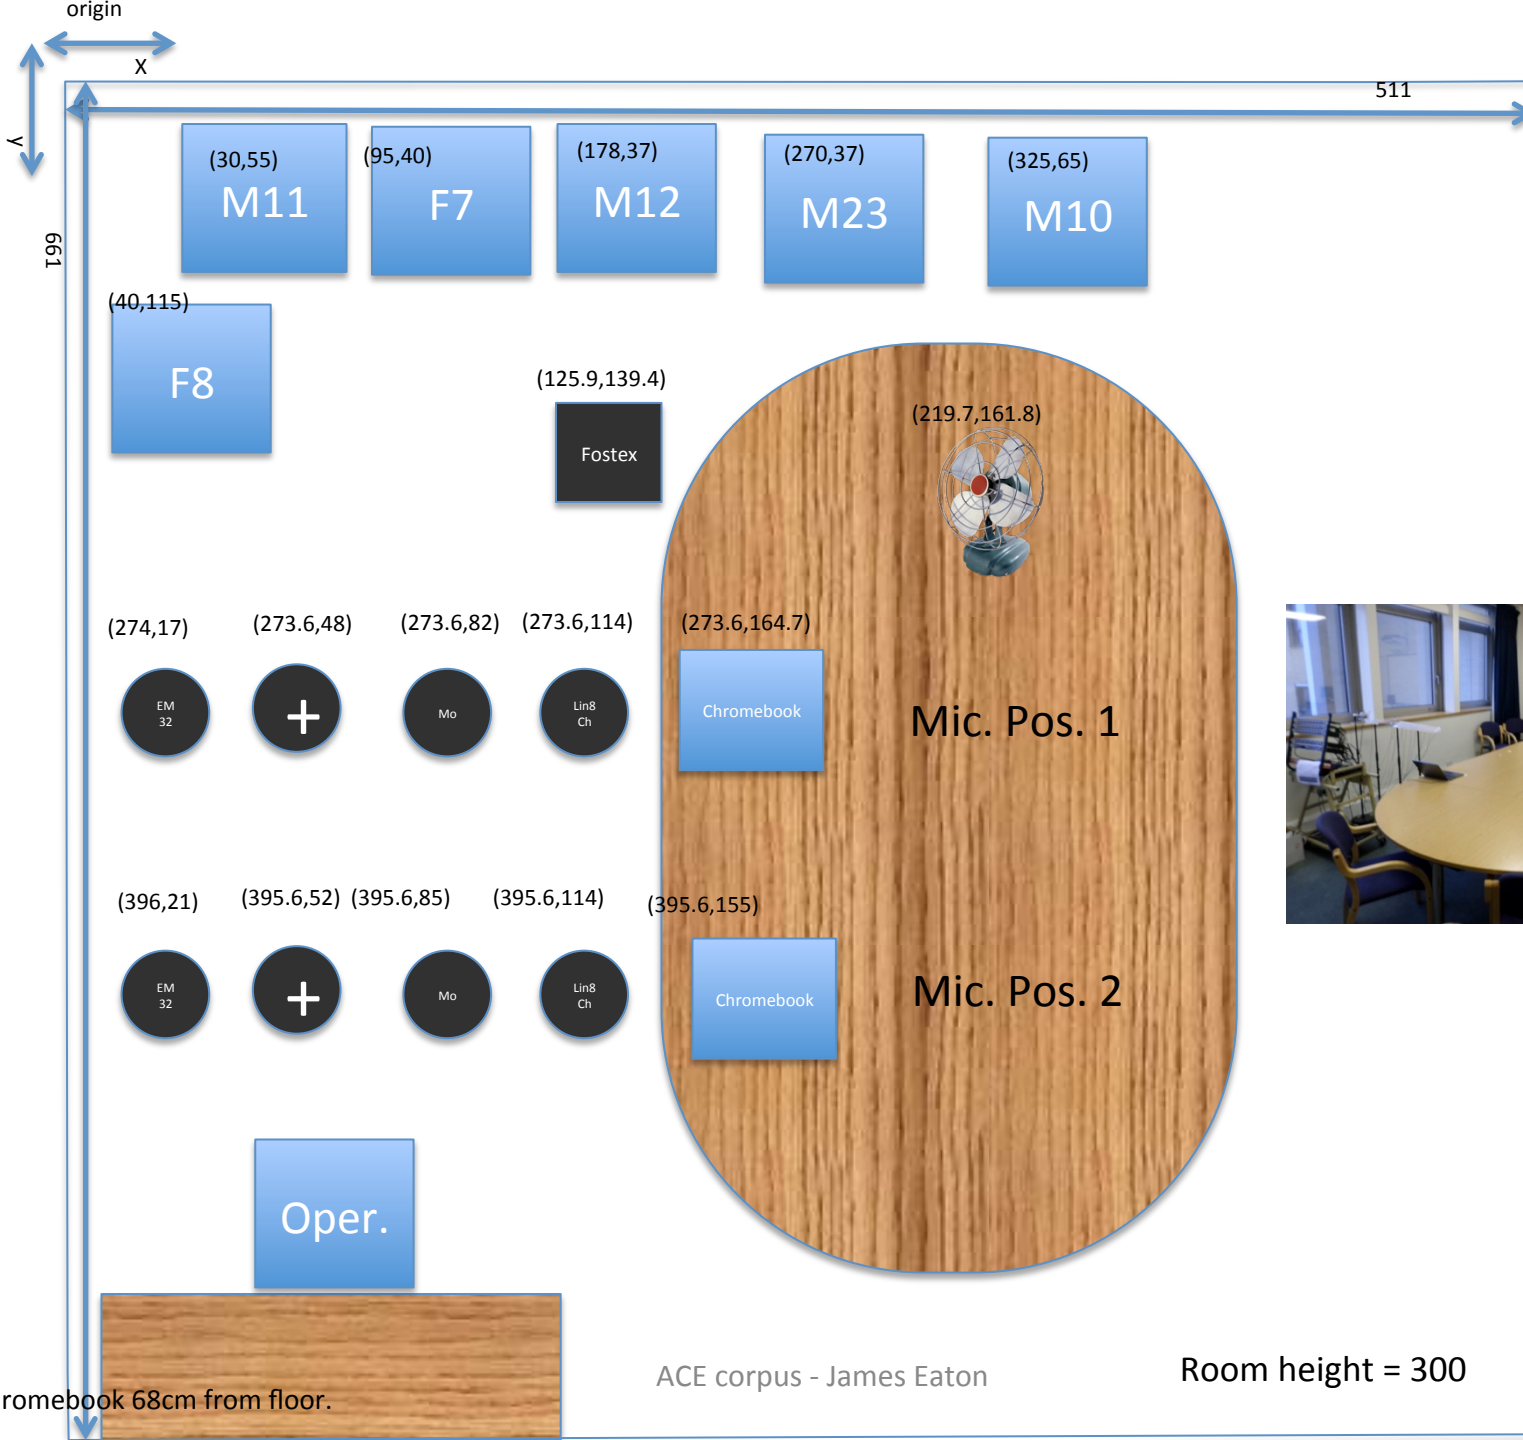 origin
X
y
511
661
(30,55)
M11
(95,40)
F7
(178,37)
M12
(270,37)
M23
(325,65)
M10
(40,115)
F8
(125.9,139.4)
Fostex
(219.7,161.8)
(274,17)
(273.6,48)
(273.6,82)
(273.6,114)
(273.6,164.7)
EM
32
+
Mo
Lin8
Ch
Chromebook
Mic. Pos. 1
(396,21)
(395.6,52)
(395.6,85)
(395.6,114)
(395.6,155)
EM
32
+
Mo
Lin8
Ch
Chromebook
Mic. Pos. 2
Oper.
ACE corpus - James Eaton
Room height = 300
romebook 68cm from floor.